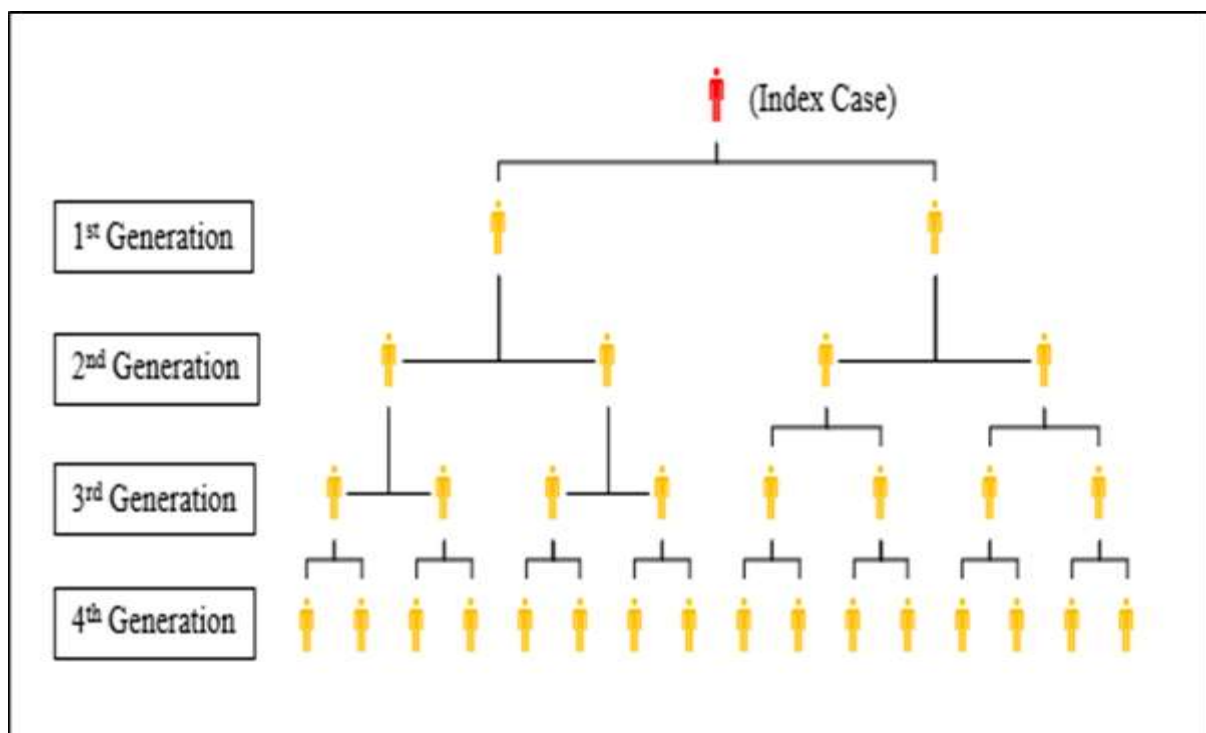 (Index Case)
1st Generation
2nd Generation
3rd Generation
4th Generation